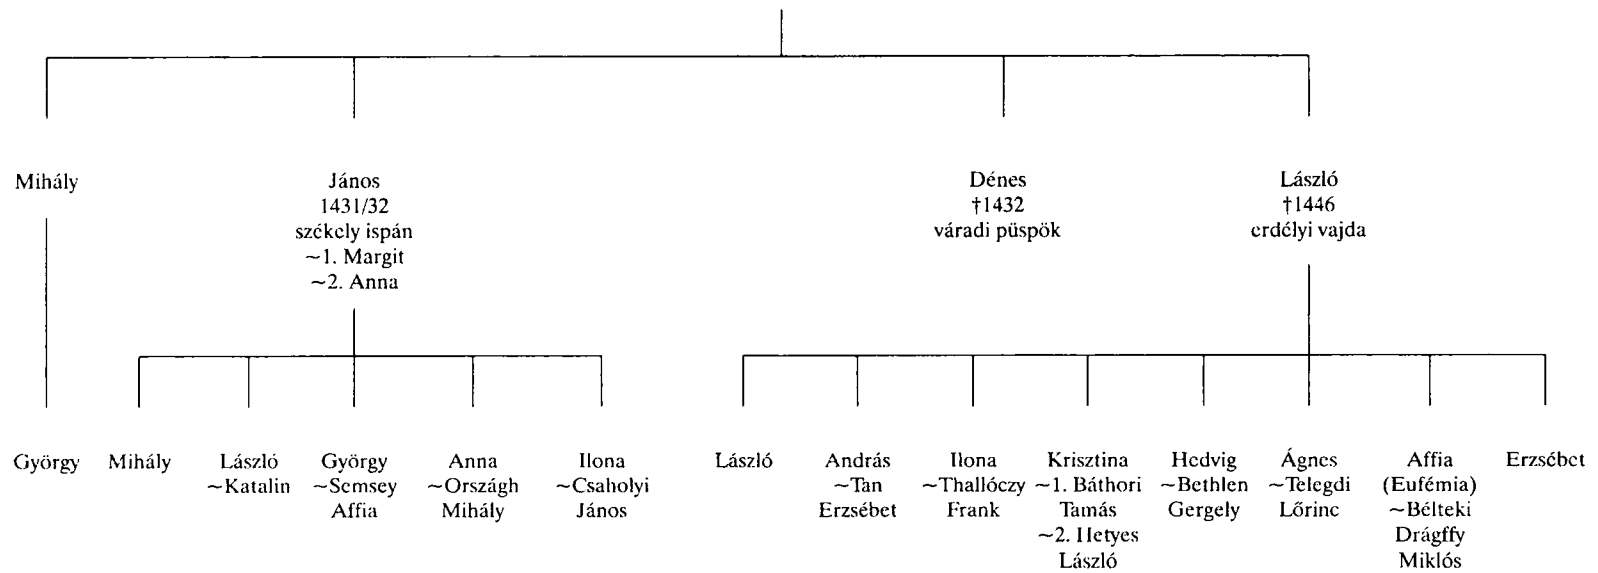 Mihály
János
1431/32
székely ispán
~1. Margit
~2. Anna
Dénes
†1432
váradi püspök
László
†1446
erdélyi vajda
György
Mihály
László
~Katalin
György
~Semsey
Affia
Anna
~Országh
Mihály
Ilona
~Csaholyi
János
László
András
~Tan
Erzsébet
Ilona
~Thallóczy
Frank
Krisztina
~1. Báthori
Tamás
~2. Hetyes
László
Hedvig
~Bethlen
Gergely
Ágnes
~Telegdi
Lőrinc
Affia
(Eufémia)
~Bélteki
Drágffy
Miklós
Erzsébet